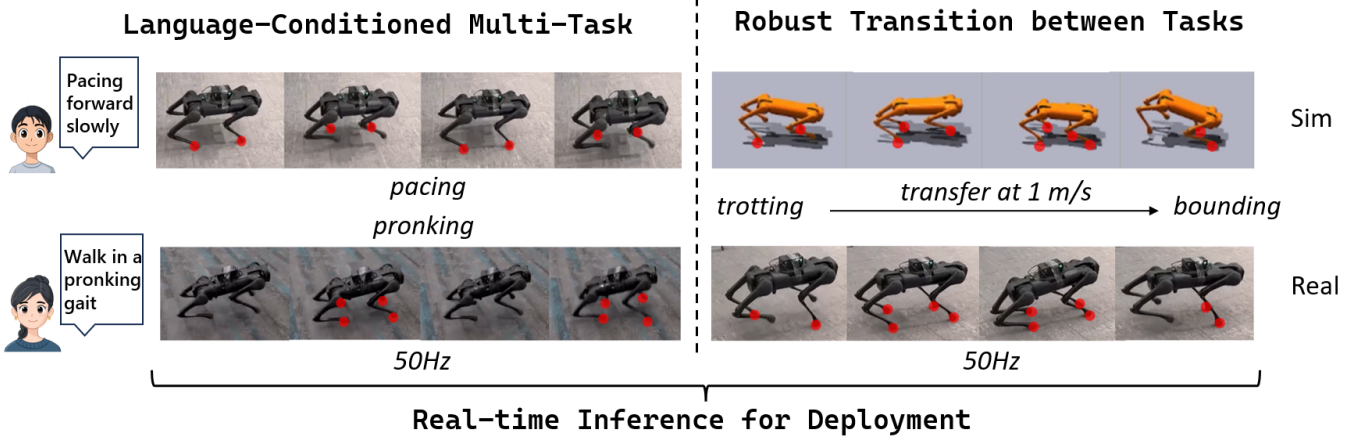 Language-Conditioned Multi-Task
Pacing
forward
slowly
pacing
pronking
Walk in a
pronking
gait
50Hz
Robust Transition between Tasks
Sim
trotting
transfer at 1 m/s
bounding
Real
50Hz
Real-time Inference for Deployment